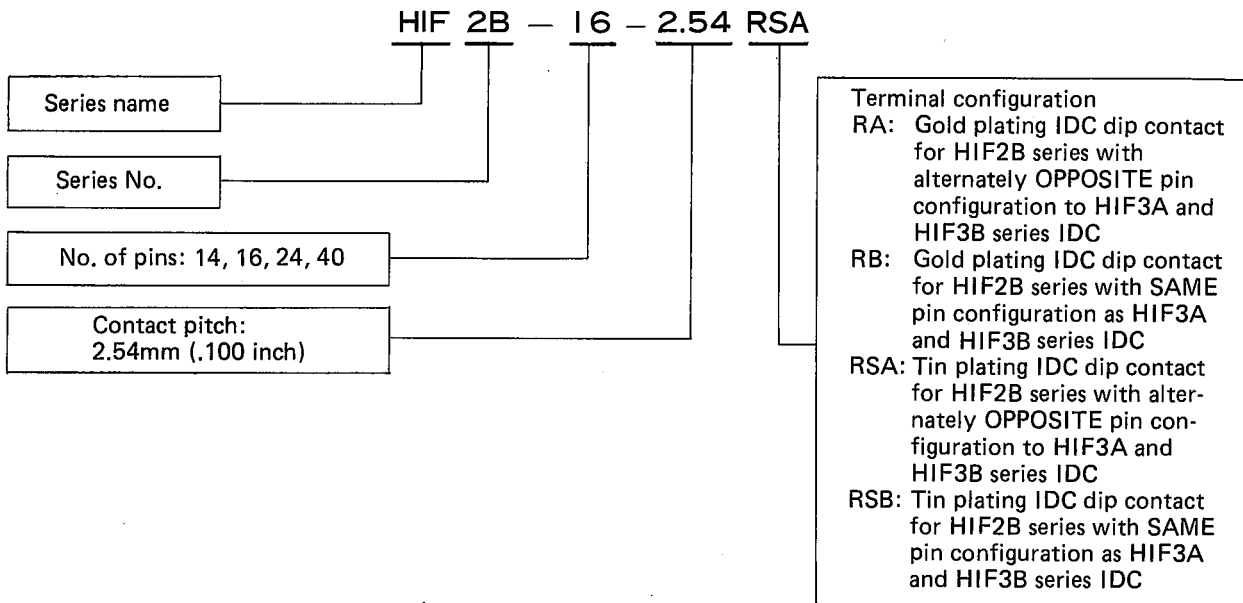 HIF 2B – 16 – 2.54 RSA
Series name
Series No.
No. of pins: 14, 16, 24, 40
Contact pitch:
2.54mm (.100 inch)
Terminal configuration
RA: Gold plating IDC dip contact
for HIF2B series with
alternately OPPOSITE pin
configuration to HIF3A and
HIF3B series IDC
RB: Gold plating IDC dip contact
for HIF2B series with SAME
pin configuration as HIF3A
and HIF3B series IDC
RSA: Tin plating IDC dip contact
for HIF2B series with alter-
nately OPPOSITE pin con-
figuration to HIF3A and
HIF3B series IDC
RSB: Tin plating IDC dip contact
for HIF2B series with SAME
pin configuration as HIF3A
and HIF3B series IDC